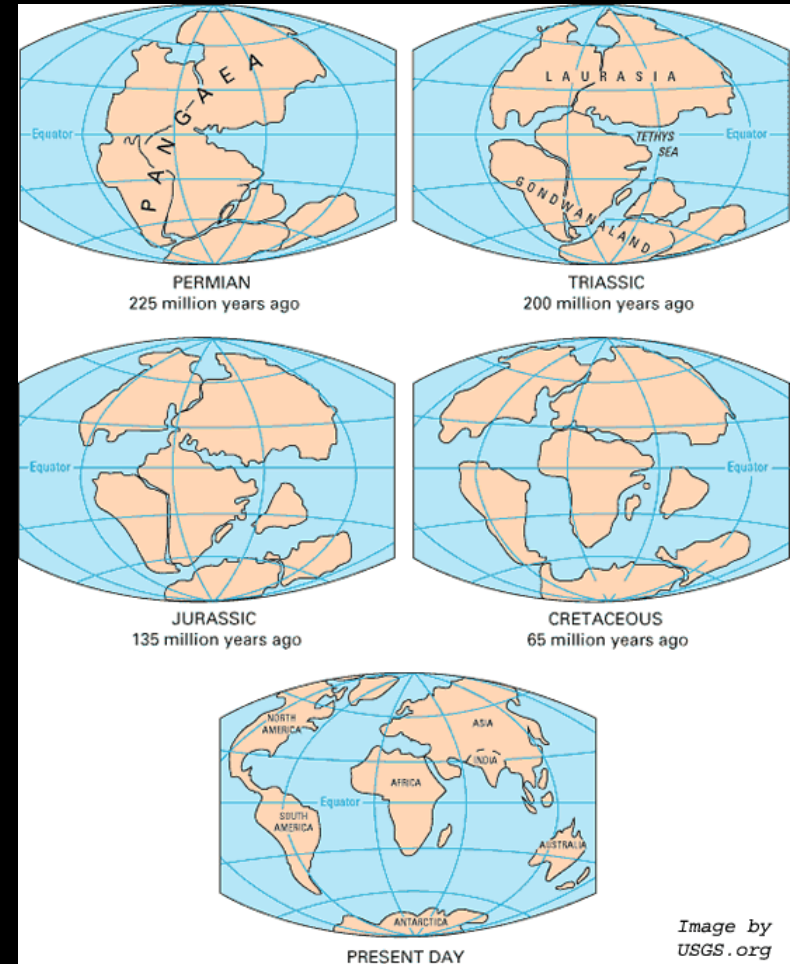 PANGAEA
Equator
PERMIAN
225 million years ago
LAURASIA
TETHYS
SEA
Equator
GONDWANALAND
TRIASSIC
200 million years ago
Equator
JURASSIC
135 million years ago
Equator
CRETACEOUS
65 million years ago
NORTH
AMERICA
ASIA
INDIA
AFRICA
Equator
SOUTH
AMERICA
AUSTRALIA
ANTARCTICA
PRESENT DAY
Image by
USGS.org